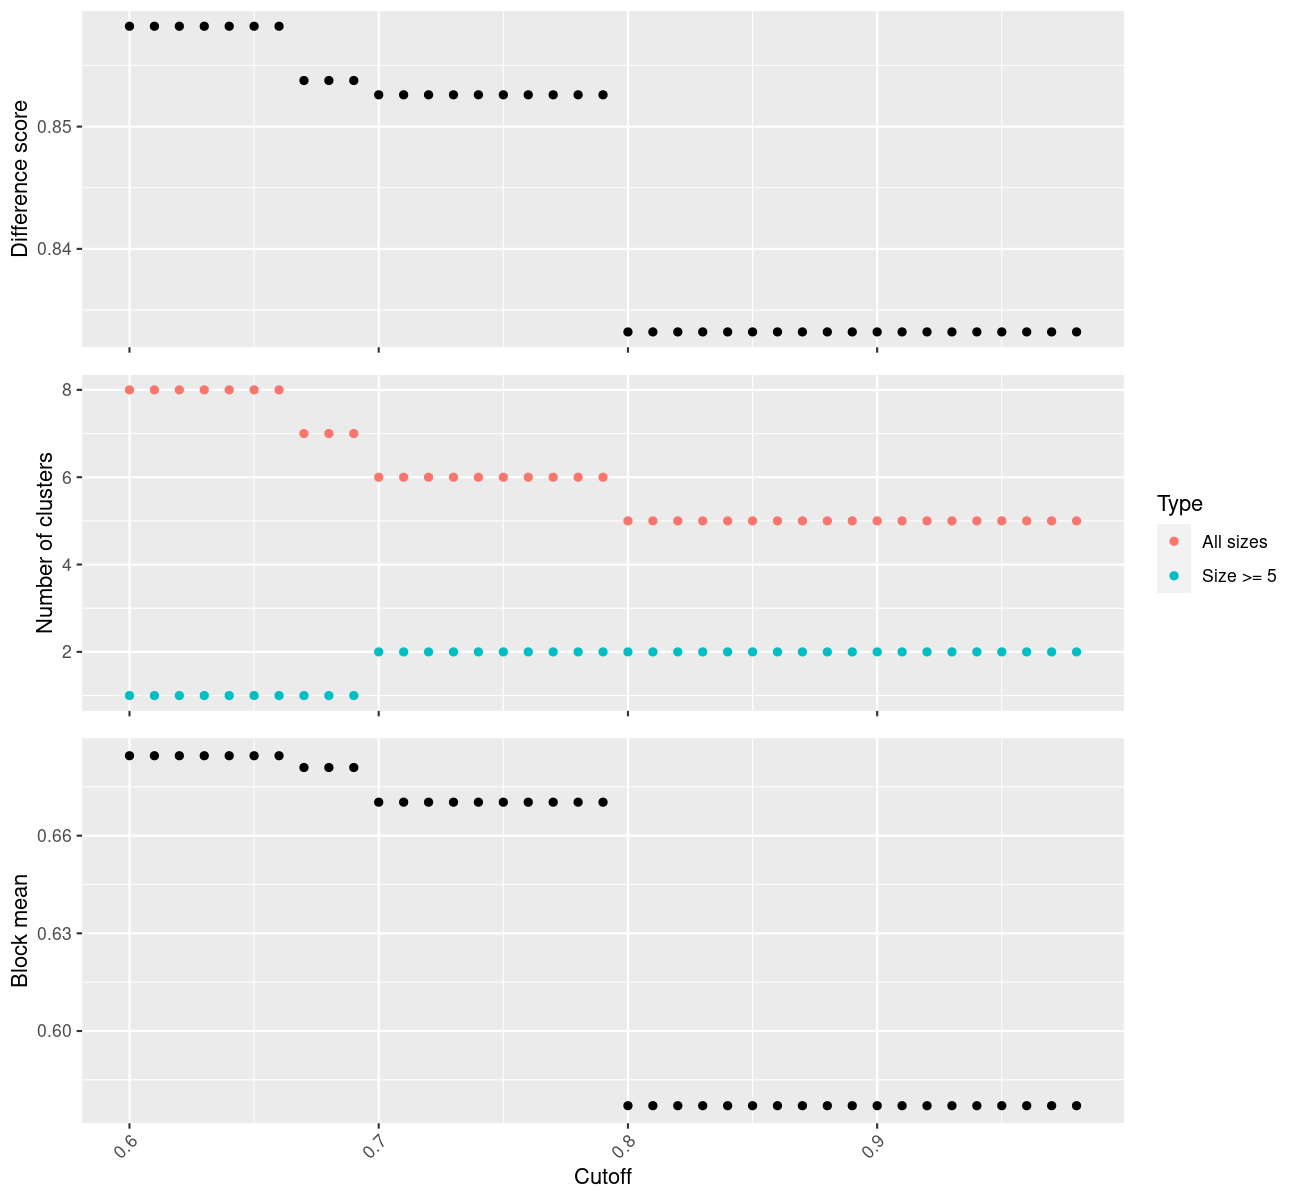 Difference score
0.85
0.84
Number of clusters
8
6
4
2
Type
All sizes
Size >= 5
Block mean
0.66
0.63
0.60
0.6
0.7
0.8
0.9
Cutoff